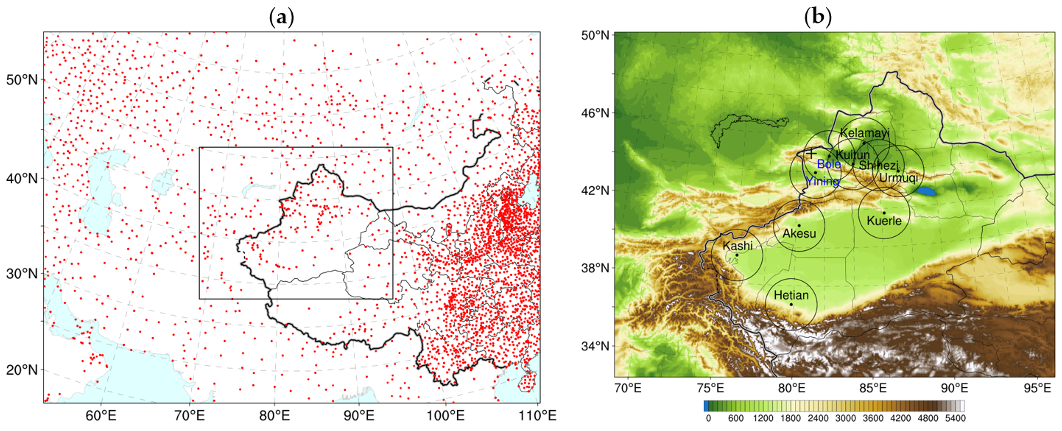 (a)
(b)
50°N
40°N
30°N
20°N
60°E
70°E
80°E
90°E
100°E
110°E
50°N
46°N
42°N
38°N
34°N
Kelamayi
Kuitun
Bole
Shihezi
Yining
Urmuqi
Kuerle
Akesu
Kashi
Hetian
70°E
75°E
80°E
85°E
90°E
95°E
0
600
1200
1800
2400
3000
3600
4200
4800
5400